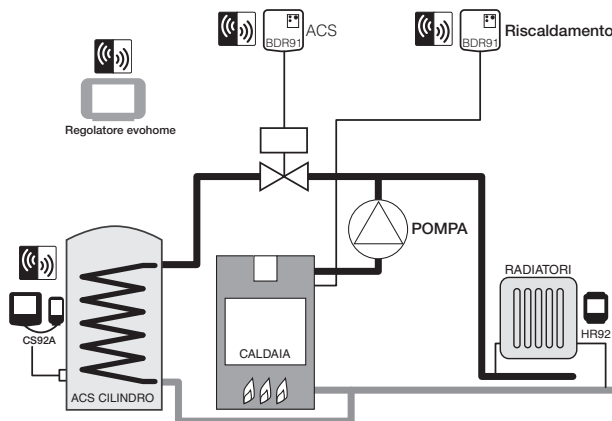 BDR91
ACS
BDR91
Riscaldamento
Regolatore evohome
POMPA
RADIATORI
HR92
CS92A
CALDAIA
ACS CILINDRO